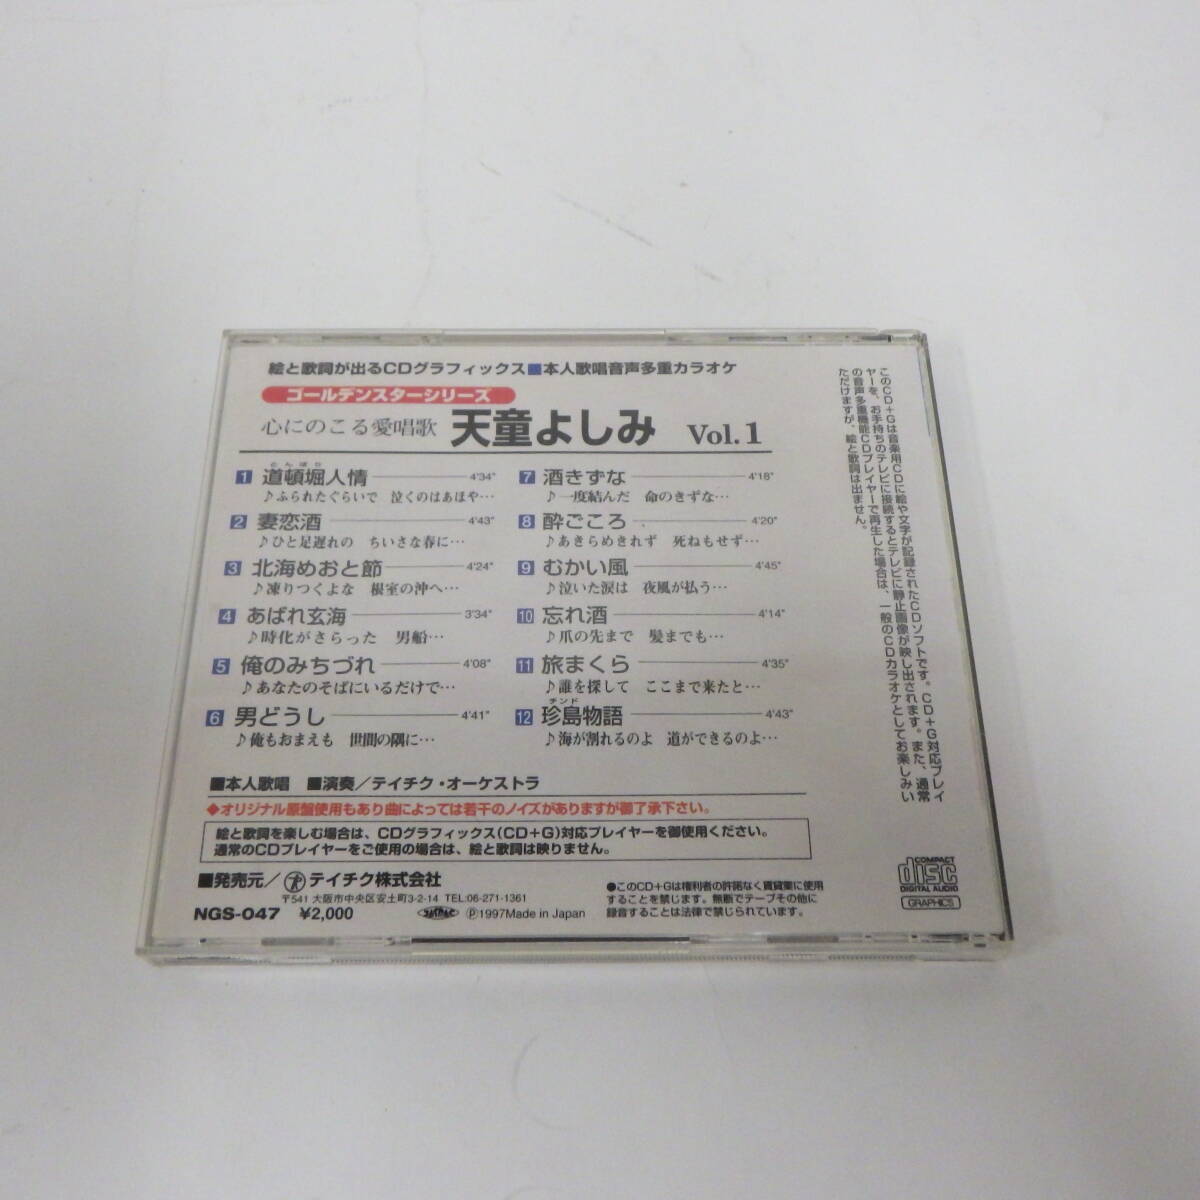 絵と歌詞が出るCDグラフィックス■本人歌唱音声多重カラオケ
ゴールデンスターシリーズ
心にのこる愛唱歌 天童よしみ Vol.1
1 道頓堀人情 とんぼり 4'34"
♪ふられたぐらいで 泣くのはあほや…
2 妻恋酒 4'43"
♪ひと足遅れの ちいさな春に…
3 北海めおと節 4'24"
♪凍りつくよな 根室の沖へ…
4 あばれ玄海 3'34"
♪時化がさらった 男船…
5 俺のみちづれ 4'08"
♪あなたのそばにいるだけで…
6 男どうし 4'41"
♪俺もおまえも 世間の隅に…
7 酒きずな 4'18"
♪一度結んだ 命のきずな…
8 酔ごころ 4'20"
♪あきらめきれず 死ねもせず…
9 むかい風 4'45"
♪泣いた涙は 夜風が払う…
10 忘れ酒 4'14"
♪爪の先まで 髪までも…
11 旅まくら 4'35"
♪誰を探して ここまで来たと…
12 珍島物語 チンド 4'43"
♪海が割れるのよ 道ができるのよ…
■本人歌唱 ■演奏／テイチク・オーケストラ
◆オリジナル原盤使用もあり曲によっては若干のノイズがありますが御了承下さい。
絵と歌詞を楽しむ場合は、CDグラフィックス(CD+G)対応プレイヤーを御使用ください。
通常のCDプレイヤーをご使用の場合は、絵と歌詞は映りません。
■発売元／テイチク株式会社
〒541 大阪市中央区安土町3-2-14 TEL:06-271-1361
NGS-047 ¥2,000 Ⓟ1997 Made in Japan
●このCD+Gは権利者の許諾なく賃貸業に使用
することを禁じます。無断でテープその他に
録音することは法律で禁じられています。
このCD+Gは音楽用CDに絵や文字が記録されたCDソフトです。CD+G対応プレイ
ヤーを、お手持ちのテレビに接続するとテレビに静止画像が映し出されます。また、通常
の音声多重機能CDプレイヤーで再生した場合は、一般のCDカラオケとしてお楽しみい
ただけますが、絵と歌詞は出ません。
COMPACT
disc
DIGITAL AUDIO
GRAPHICS